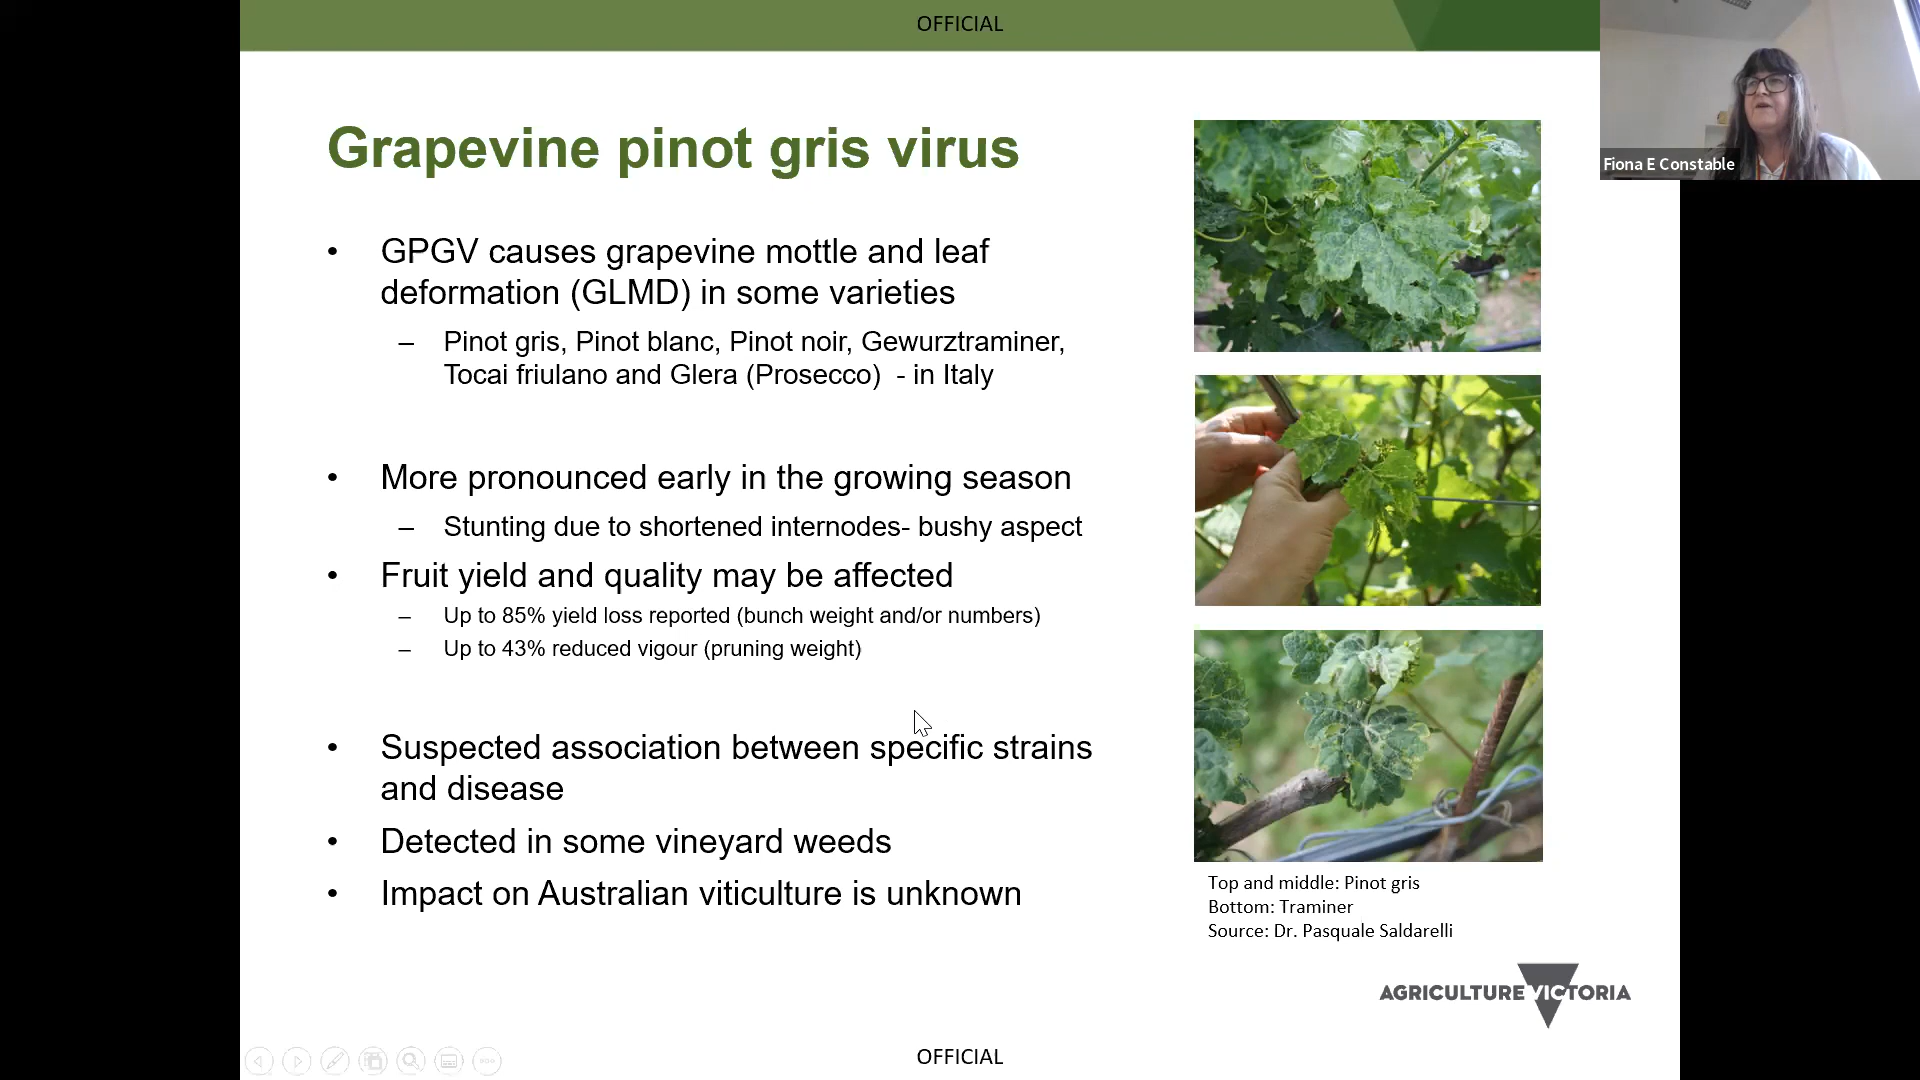 OFFICIAL
Fiona E Constable
Grapevine pinot gris virus
• GPGV causes grapevine mottle and leaf
deformation (GLMD) in some varieties
– Pinot gris, Pinot blanc, Pinot noir, Gewurztraminer,
Tocai friulano and Glera (Prosecco)  - in Italy
• More pronounced early in the growing season
– Stunting due to shortened internodes- bushy aspect
• Fruit yield and quality may be affected
– Up to 85% yield loss reported (bunch weight and/or numbers)
– Up to 43% reduced vigour (pruning weight)
• Suspected association between specific strains
and disease
• Detected in some vineyard weeds
• Impact on Australian viticulture is unknown
Top and middle: Pinot gris
Bottom: Traminer
Source: Dr. Pasquale Saldarelli
AGRICULTURE VICTORIA
OFFICIAL